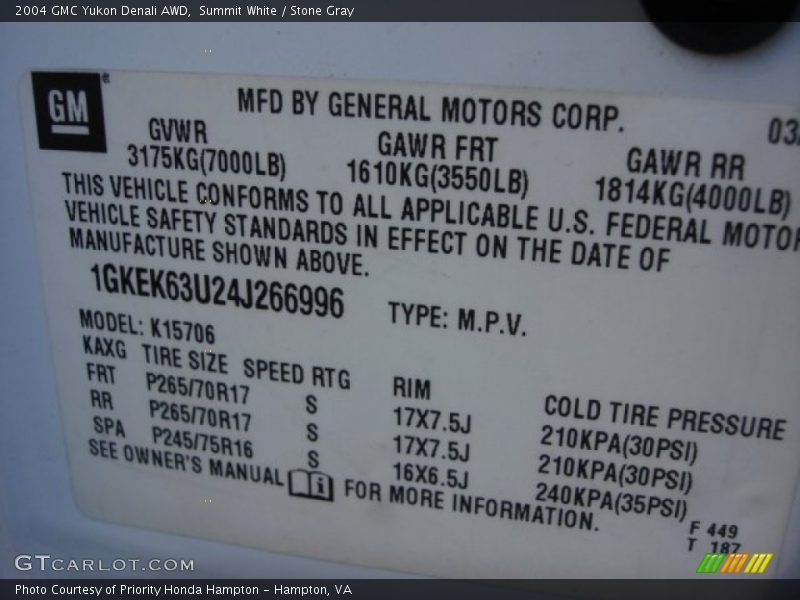 2004 GMC Yukon Denali AWD,  Summit White / Stone Gray
GM®
MFD BY GENERAL MOTORS CORP. 03
GVWR GAWR FRT GAWR RR
3175KG(7000LB) 1610KG(3550LB) 1814KG(4000LB)
THIS VEHICLE CONFORMS TO ALL APPLICABLE U.S. FEDERAL MOTOR
VEHICLE SAFETY STANDARDS IN EFFECT ON THE DATE OF
MANUFACTURE SHOWN ABOVE.
1GKEK63U24J266996 TYPE: M.P.V.
MODEL: K15706
KAXG TIRE SIZE SPEED RTG RIM COLD TIRE PRESSURE
FRT P265/70R17 S 17X7.5J 210KPA(30PSI)
RR P265/70R17 S 17X7.5J 210KPA(30PSI)
SPA P245/75R16 S 16X6.5J 240KPA(35PSI)
SEE OWNER'S MANUAL FOR MORE INFORMATION.
F 449
T 187
GTCARLOT.COM
Photo Courtesy of Priority Honda Hampton - Hampton, VA